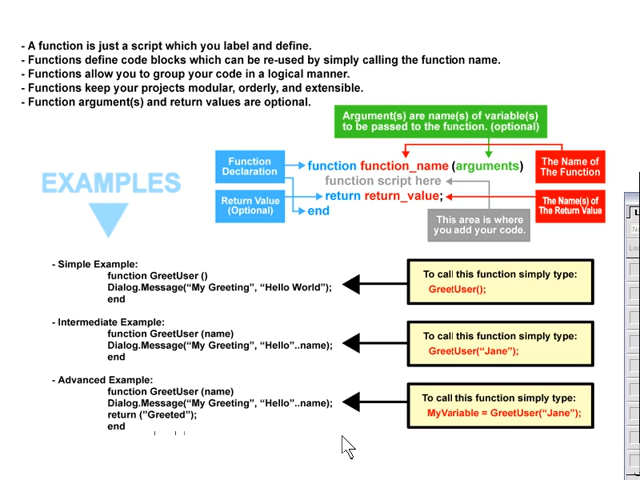 - A function is just a script which you label and define.
- Functions define code blocks which can be re-used by simply calling the function name.
- Functions allow you to group your code in a logical manner.
- Functions keep your projects modular, orderly, and extensible.
- Function argument(s) and return values are optional.
Argument(s) are name(s) of variable(s)
to be passed to the function. (optional)
Function
Declaration
function function_name (arguments)
The Name of
The Function
function script here
EXAMPLES
Return Value
(Optional)
return return_value;
The Name(s) of
The Return Value
end
This area is where
you add your code.
- Simple Example:
function GreetUser ()
Dialog.Message(“My Greeting”, “Hello World”);
end
To call this function simply type:
GreetUser();
- Intermediate Example:
function GreetUser (name)
Dialog.Message(“My Greeting”, “Hello”..name);
end
To call this function simply type:
GreetUser(“Jane”);
- Advanced Example:
function GreetUser (name)
Dialog.Message(“My Greeting”, “Hello”..name);
return (”Greeted”);
end
To call this function simply type:
MyVariable = GreetUser(“Jane”);